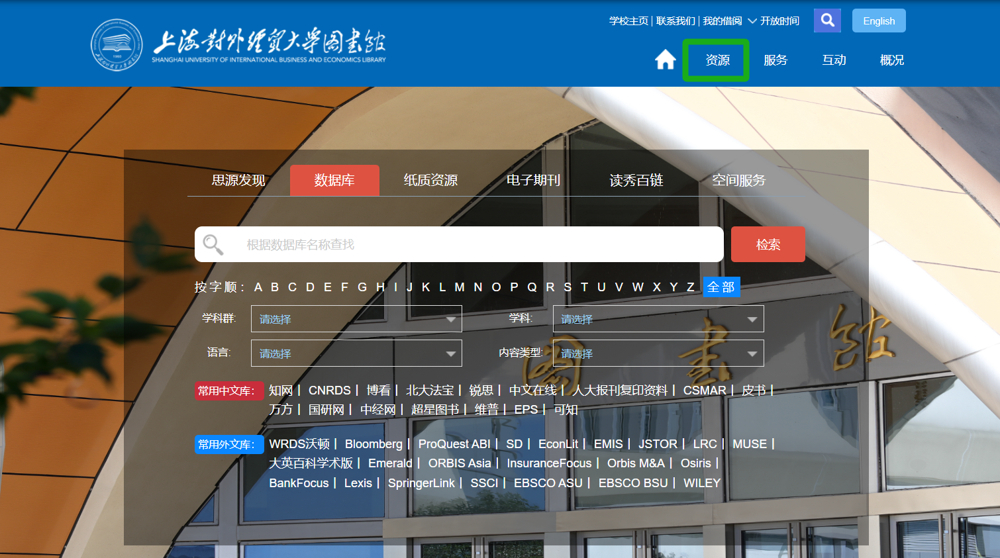 学校主页 | 联系我们 | 我的借阅 开放时间 English
上海对外经贸大学图書館
SHANGHAI UNIVERSITY OF INTERNATIONAL BUSINESS AND ECONOMICS LIBRARY
资源 服务 互动 概况
思源发现 数据库 纸质资源 电子期刊 读秀百链 空间服务
根据数据库名称查找 检索
按字顺： A B C D E F G H I J K L M N O P Q R S T U V W X Y Z 全部
学科群: 请选择 学科: 请选择
语言: 请选择 内容类型: 请选择
图書館
常用中文库： 知网 | CNRDS | 博看 | 北大法宝 | 锐思 | 中文在线 | 人大报刊复印资料 | CSMAR | 皮书 |
万方 | 国研网 | 中经网 | 超星图书 | 维普 | EPS | 可知
常用外文库： WRDS沃顿 | Bloomberg | ProQuest ABI | SD | EconLit | EMIS | JSTOR | LRC | MUSE |
大英百科学术版 | Emerald | ORBIS Asia | InsuranceFocus | Orbis M&A | Osiris |
BankFocus | Lexis | SpringerLink | SSCI | EBSCO ASU | EBSCO BSU | WILEY